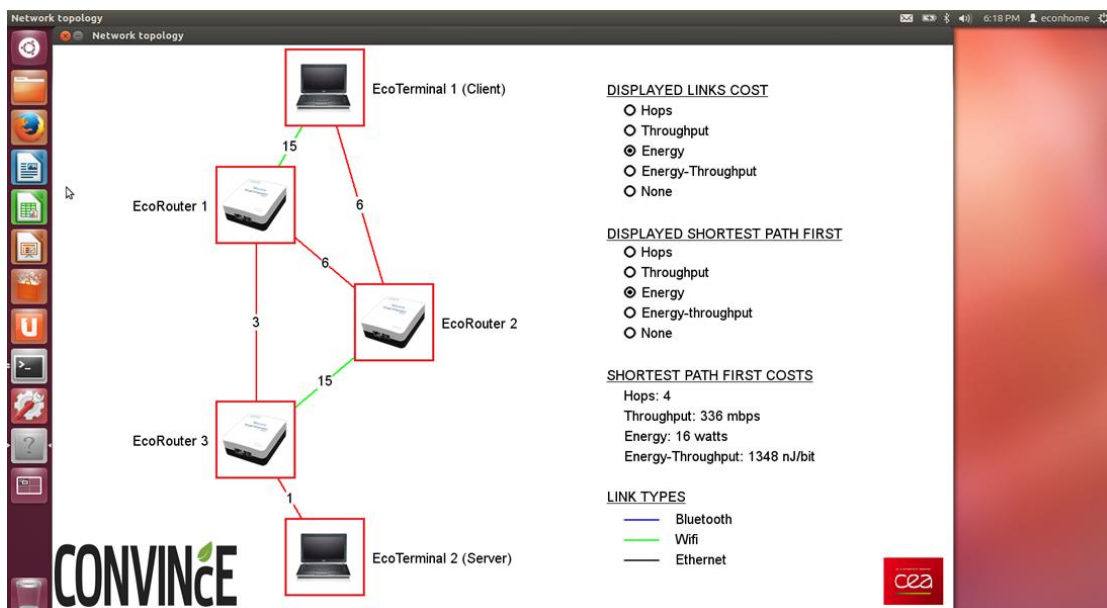 Network topology
6:18 PM econhome
Network topology
EcoTerminal 1 (Client)
15
EcoRouter 1
6
6
EcoRouter 2
3
15
EcoRouter 3
1
EcoTerminal 2 (Server)
CONVINcE
DISPLAYED LINKS COST
Hops
Throughput
Energy
Energy-Throughput
None
DISPLAYED SHORTEST PATH FIRST
Hops
Throughput
Energy
Energy-throughput
None
SHORTEST PATH FIRST COSTS
Hops: 4
Throughput: 336 mbps
Energy: 16 watts
Energy-Throughput: 1348 nJ/bit
LINK TYPES
Bluetooth
Wifi
Ethernet
cea